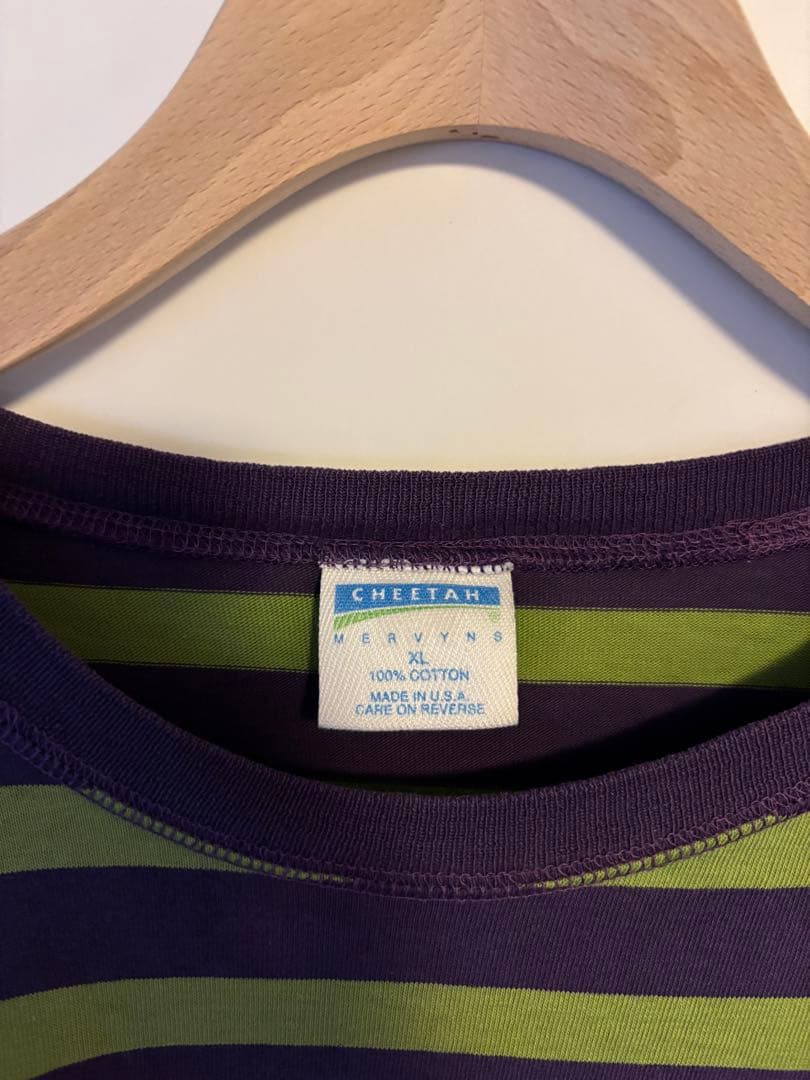 CHEETAH
MERVYNS
XL
100% COTTON
MADE IN U.S.A.
CARE ON REVERSE